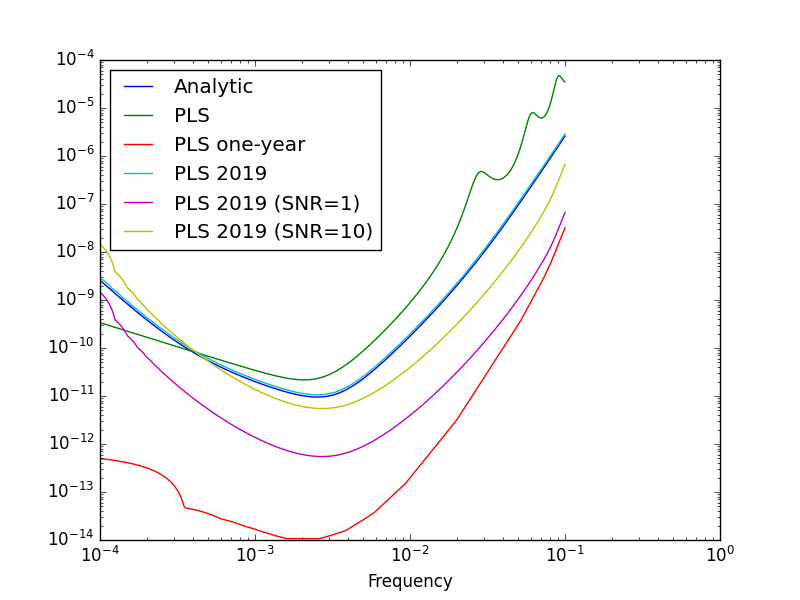 10⁻⁴
10⁻⁵
10⁻⁶
10⁻⁷
10⁻⁸
10⁻⁹
10⁻¹⁰
10⁻¹¹
10⁻¹²
10⁻¹³
10⁻¹⁴
Analytic
PLS
PLS one-year
PLS 2019
PLS 2019 (SNR=1)
PLS 2019 (SNR=10)
10⁻⁴ 10⁻³ 10⁻² 10⁻¹ 10⁰
Frequency